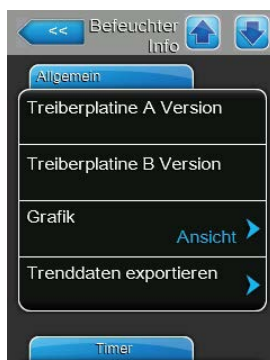 << Befeuchter
Info
Allgemein
Treiberplatine A Version
Treiberplatine B Version
Grafik
Ansicht
Trenddaten exportieren
Timer